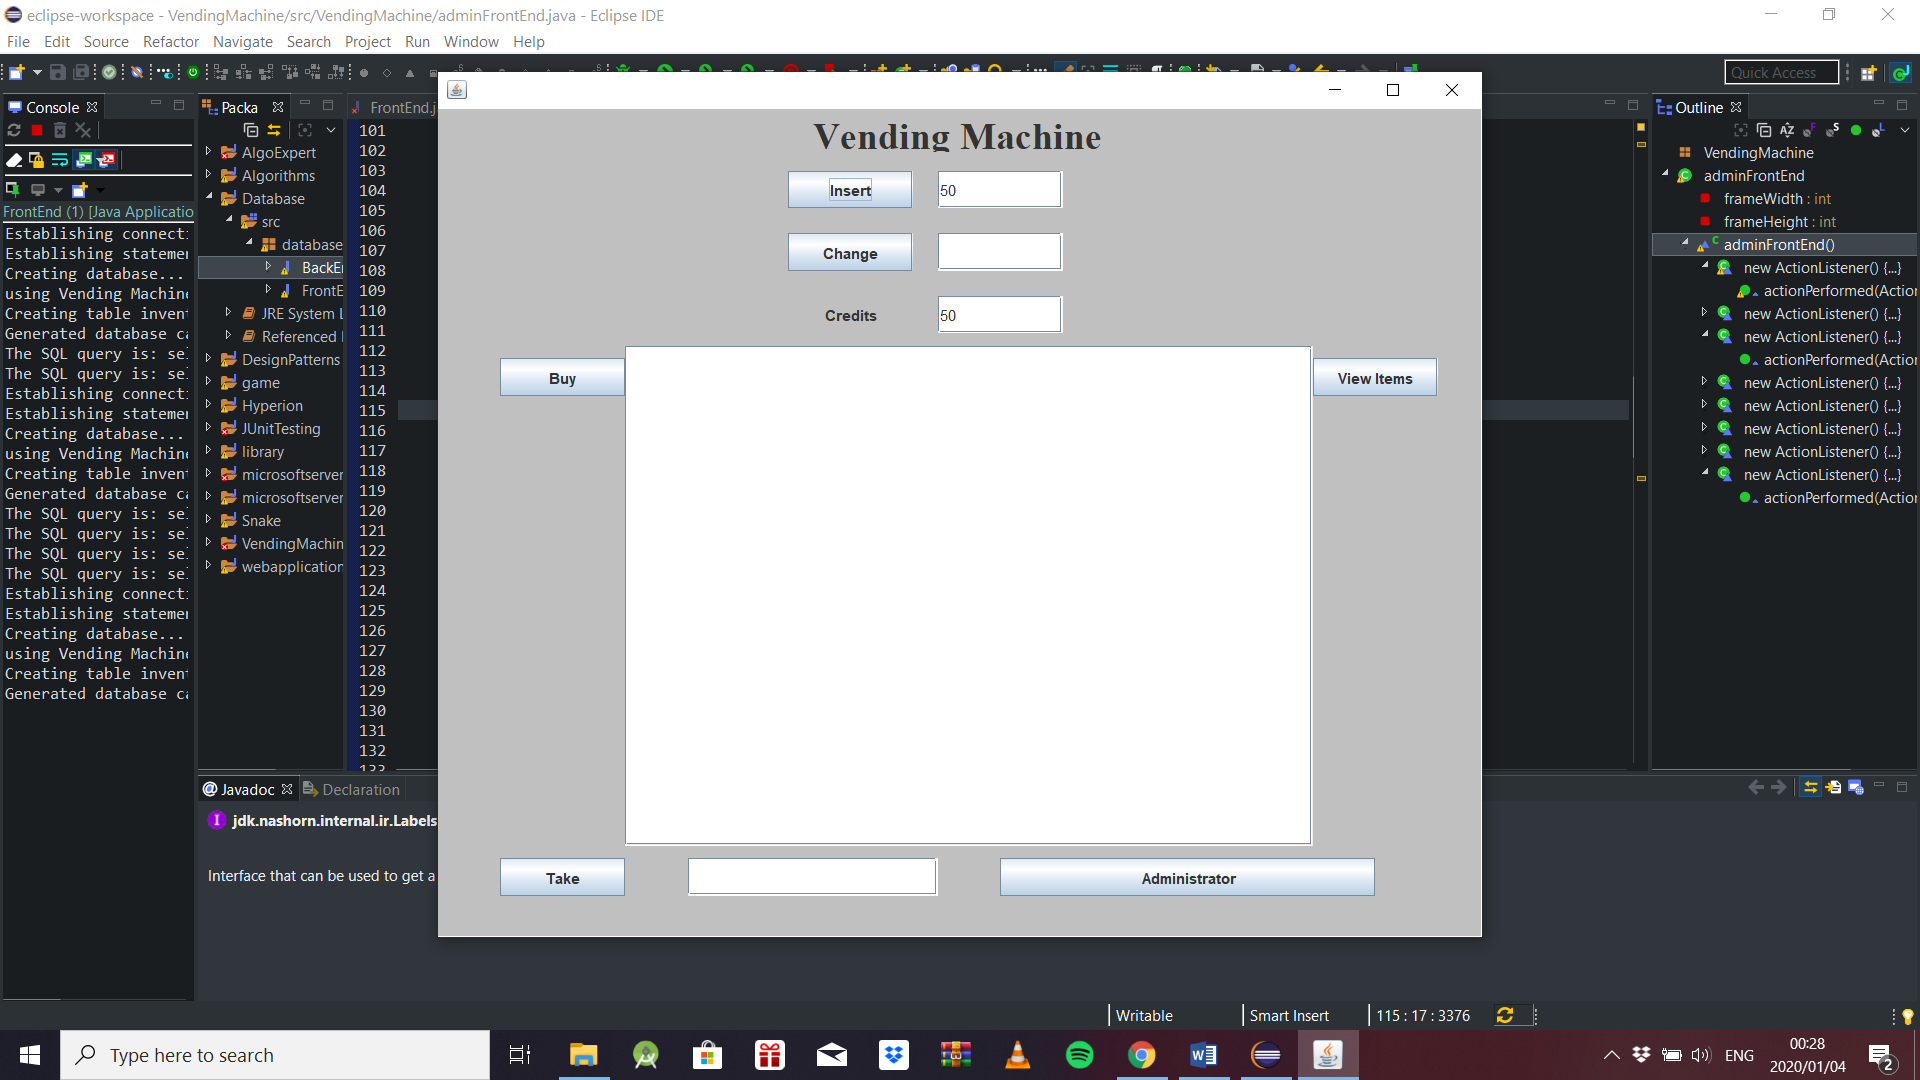 eclipse-workspace - VendingMachine/src/VendingMachine/adminFrontEnd.java - Eclipse IDE
File Edit Source Refactor Navigate Search Project Run Window Help
Quick Access
Console
FrontEnd (1) [Java Applicatio
Establishing connect
Establishing statemen
Creating database...
using Vending Machine
Creating table invent
Generated database ca
The SQL query is: se
The SQL query is: se
Establishing connect
Establishing statemen
Creating database...
using Vending Machine
Creating table invent
Generated database ca
The SQL query is: se
The SQL query is: se
The SQL query is: se
The SQL query is: se
Establishing connect
Establishing statemen
Creating database...
using Vending Machine
Creating table invent
Generated database ca
Packa
AlgoExpert
Algorithms
Database
src
database
BackEn
FrontE
JRE System L
Referenced
DesignPatterns
game
Hyperion
JUnitTesting
library
microsoftserver
microsoftserver
Snake
VendingMachin
webapplication
FrontEnd.j
101
102
103
104
105
106
107
108
109
110
111
112
113
114
115
116
117
118
119
120
121
122
123
124
125
126
127
128
129
130
131
132
133
Vending Machine
Insert 50
Change
Credits 50
Buy View Items
Take Administrator
Outline
VendingMachine
adminFrontEnd
frameWidth : int
frameHeight : int
adminFrontEnd()
new ActionListener() {...}
actionPerformed(Action
new ActionListener() {...}
new ActionListener() {...}
actionPerformed(Action
new ActionListener() {...}
new ActionListener() {...}
new ActionListener() {...}
new ActionListener() {...}
new ActionListener() {...}
actionPerformed(Action
@ Javadoc Declaration
jdk.nashorn.internal.ir.Labels
Interface that can be used to get a
Writable Smart Insert 115 : 17 : 3376
Type here to search
ENG
00:28
2020/01/04
2